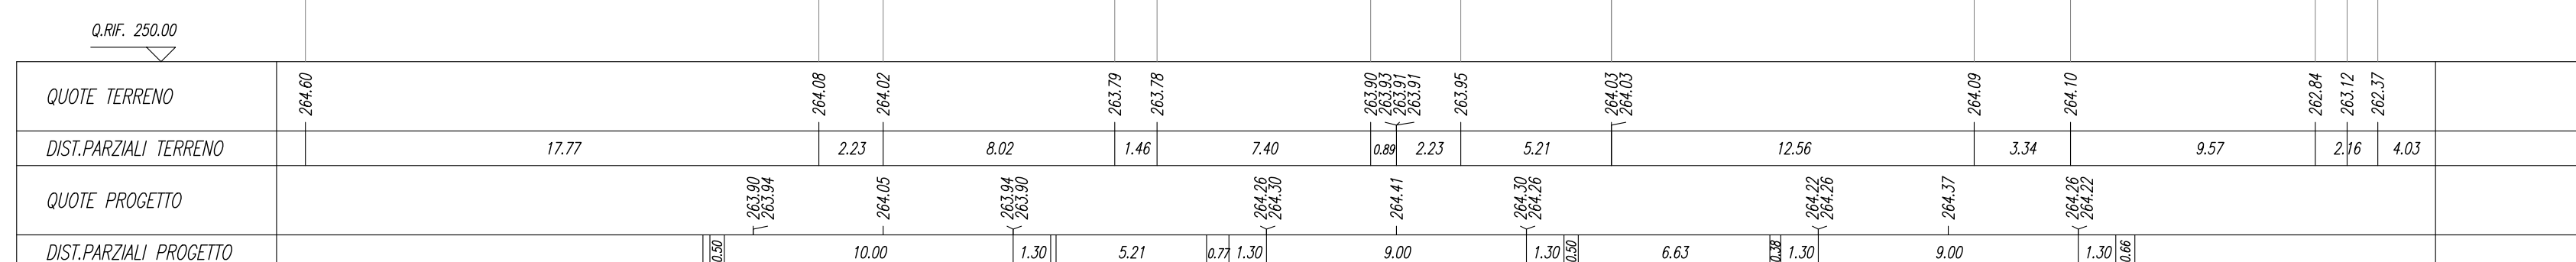 Q.RIF. 250.00
QUOTE TERRENO 264.60 264.08 264.02 263.79 263.78 263.90 263.93 263.91 263.91 263.95 264.03 264.03 264.09 264.10 262.84 263.12 262.37
DIST.PARZIALI TERRENO 17.77 2.23 8.02 1.46 7.40 0.89 2.23 5.21 12.56 3.34 9.57 2.16 4.03
QUOTE PROGETTO 263.90 263.94 264.05 263.94 263.90 264.26 264.30 264.41 264.30 264.26 264.22 264.26 264.37 264.26 264.22
DIST.PARZIALI PROGETTO 0.50 10.00 1.30 5.21 0.77 1.30 9.00 1.30 0.50 6.63 0.38 1.30 9.00 1.30 0.66